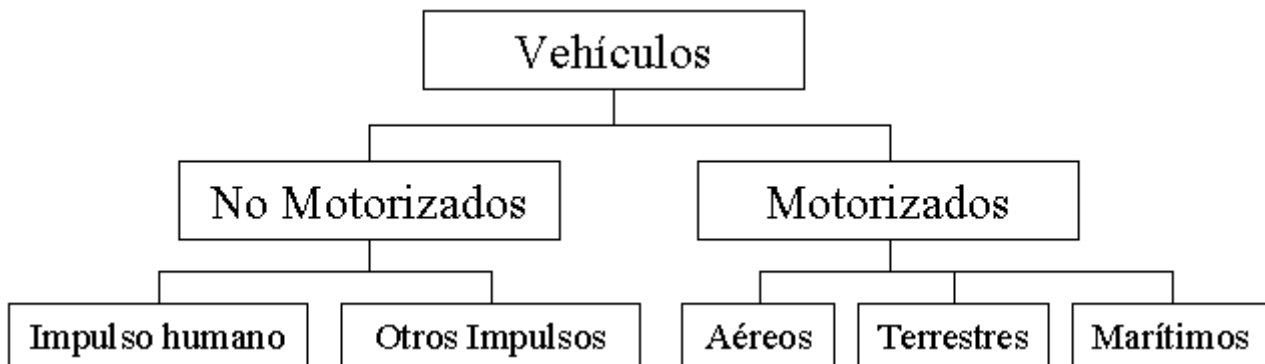 Vehículos
No Motorizados
Motorizados
Impulso humano
Otros Impulsos
Aéreos
Terrestres
Marítimos